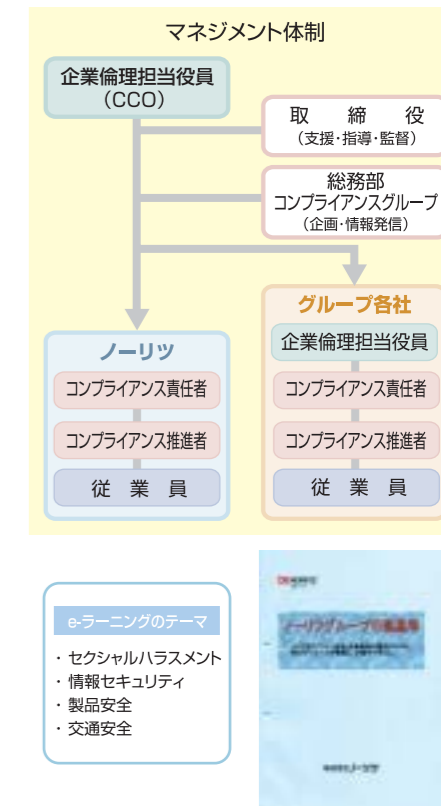 マネジメント体制
企業倫理担当役員
（CCO）
取　締　役
（支援・指導・監督）
総務部
コンプライアンスグループ
（企画・情報発信）
ノーリツ
コンプライアンス責任者
コンプライアンス推進者
従　業　員
グループ各社
企業倫理担当役員
コンプライアンス責任者
コンプライアンス推進者
従　業　員
e-ラーニングのテーマ
・セクシャルハラスメント
・情報セキュリティ
・製品安全
・交通安全